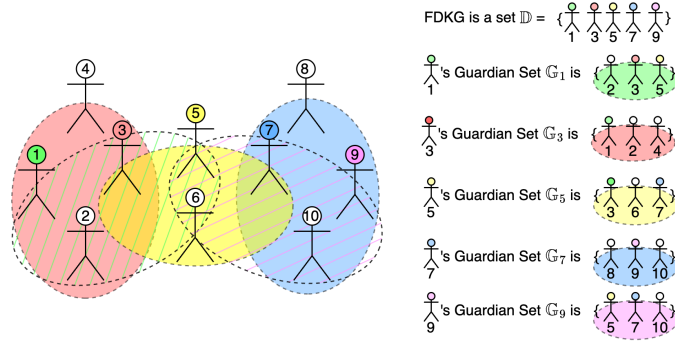 FDKG is a set 𝔻 = {1 3 5 7 9}
4
8
5
3
7
1
9
6
2
10
1's Guardian Set 𝔾1 is {2 3 5}
3's Guardian Set 𝔾3 is {1 2 4}
5's Guardian Set 𝔾5 is {3 6 7}
7's Guardian Set 𝔾7 is {8 9 10}
9's Guardian Set 𝔾9 is {5 7 10}